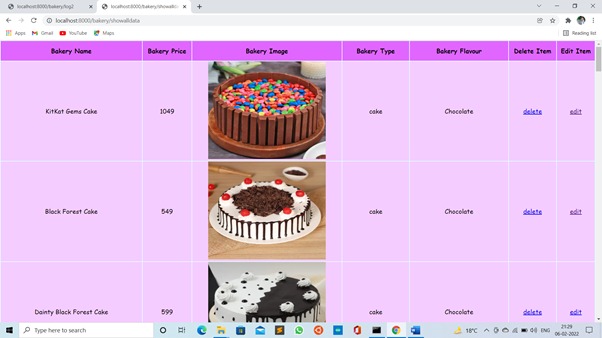 localhost:8000/bakery/log2
localhost:8000/bakery/showalld
localhost:8000/bakery/showalldata
Apps Gmail YouTube Maps Reading list
Bakery Name Bakery Price Bakery Image Bakery Type Bakery Flavour Delete Item Edit Item
KitKat Gems Cake 1049 cake Chocolate delete edit
Black Forest Cake 549 cake Chocolate delete edit
Dainty Black Forest Cake 599 cake Chocolate delete edit
Type here to search
18°C ENG
21:29
06-02-2022